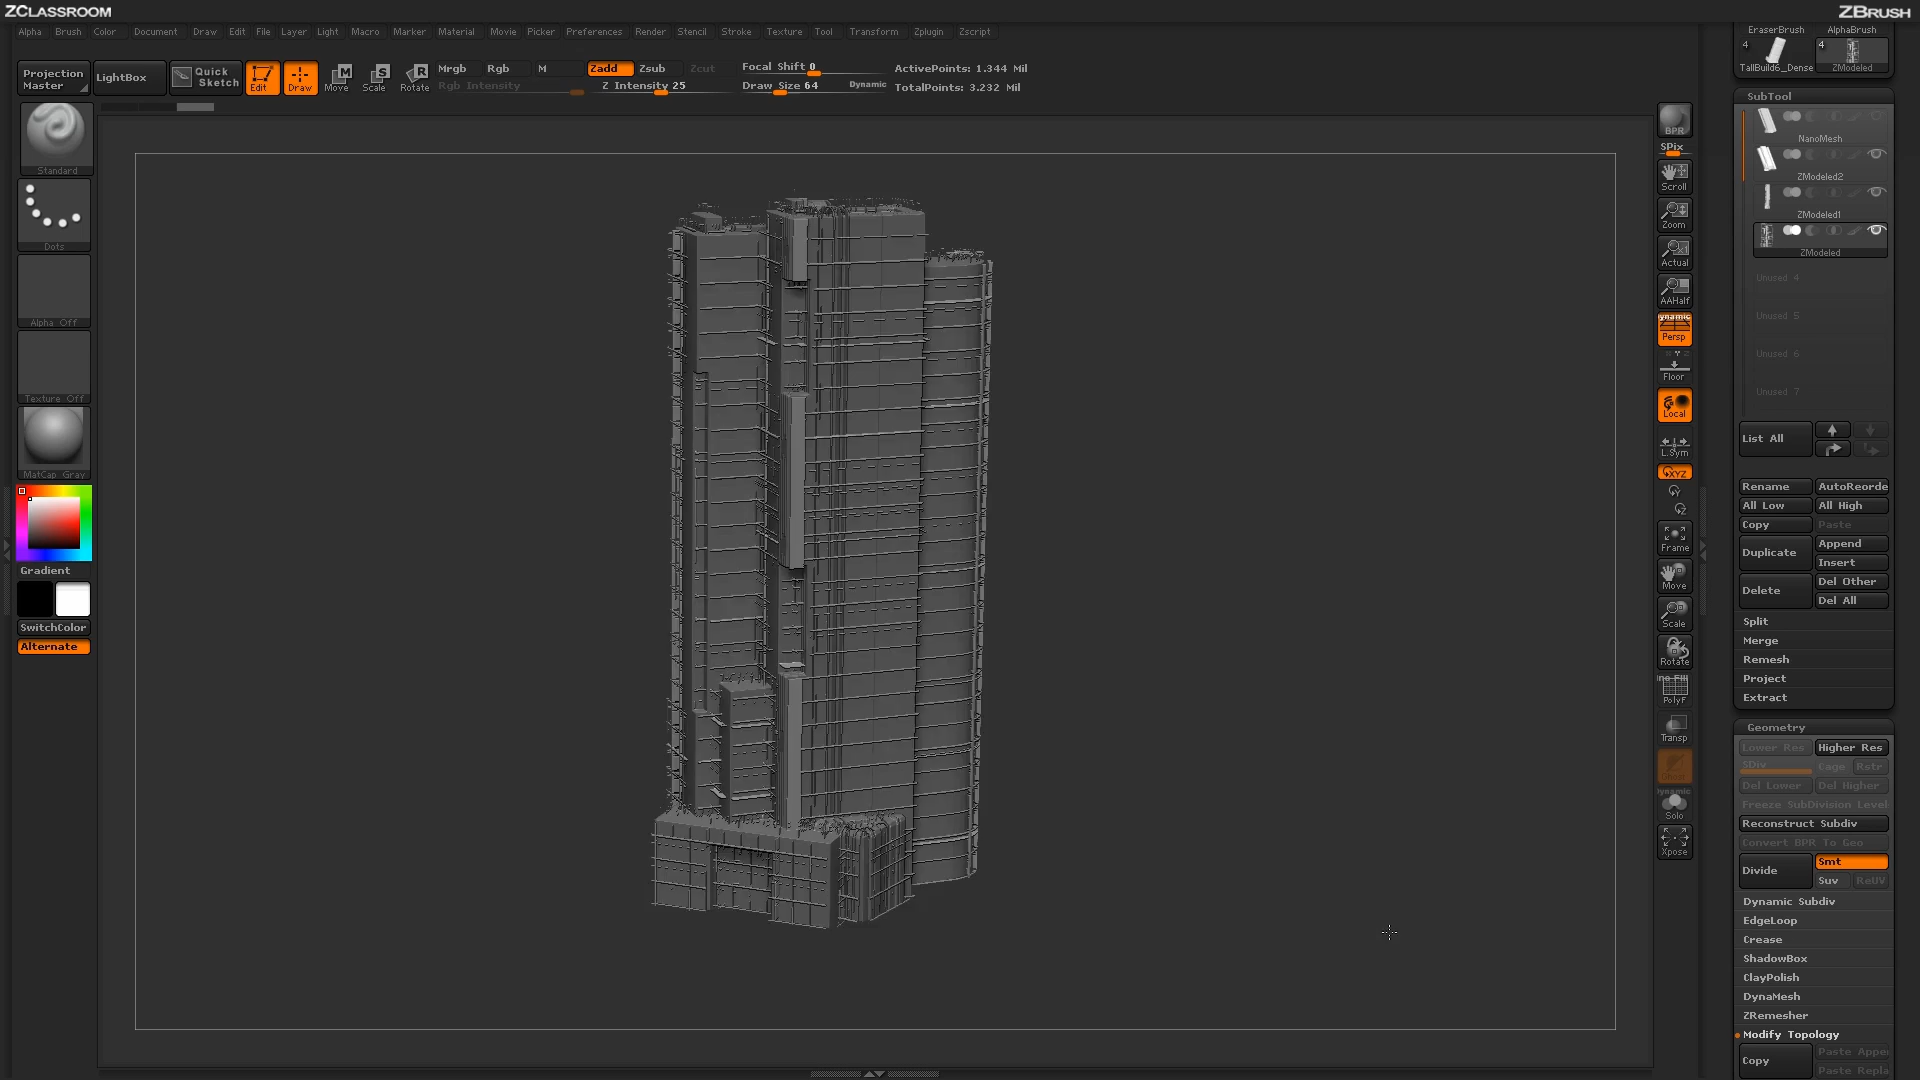 ZCLASSROOM
ZBRUSH
Alpha Brush Color Document Draw Edit File Layer Light Macro Marker Material Movie Picker Preferences Render Stencil Stroke Texture Tool Transform Zplugin Zscript
Projection Master
LightBox
Quick Sketch
Edit
Draw
Move
Scale
Rotate
Mrgb Rgb M
Rgb Intensity
Zadd Zsub Zcut
Z Intensity 25
Focal Shift 0
Draw Size 64
Dynamic
ActivePoints: 1.344 Mil
TotalPoints: 3.232 Mil
Standard
Dots
Alpha Off
Texture Off
MatCap Gray
Gradient
SwitchColor
Alternate
BPR
SPix
Scroll
Zoom
Actual
AAHalf
Persp
Floor
Local
L.Sym
XYZ
Frame
Move
Scale
Rotate
PolyF
Transp
Ghost
Solo
Xpose
EraserBrush AlphaBrush
4 4
TallBuild6_Dense ZModeled
SubTool
NanoMesh
ZModeled2
ZModeled1
ZModeled
Unused 4
Unused 5
Unused 6
Unused 7
List All
Rename AutoReorde
All Low All High
Copy Paste
Duplicate Append
Insert
Delete Del Other
Del All
Split
Merge
Remesh
Project
Extract
Geometry
Lower Res Higher Res
SDiv Cage Rstr
Del Lower Del Higher
Freeze SubDivision Level
Reconstruct Subdiv
Convert BPR To Geo
Divide Smt
Suv ReUV
Dynamic Subdiv
EdgeLoop
Crease
ShadowBox
ClayPolish
DynaMesh
ZRemesher
Modify Topology
Copy Paste Appe
Paste Repla